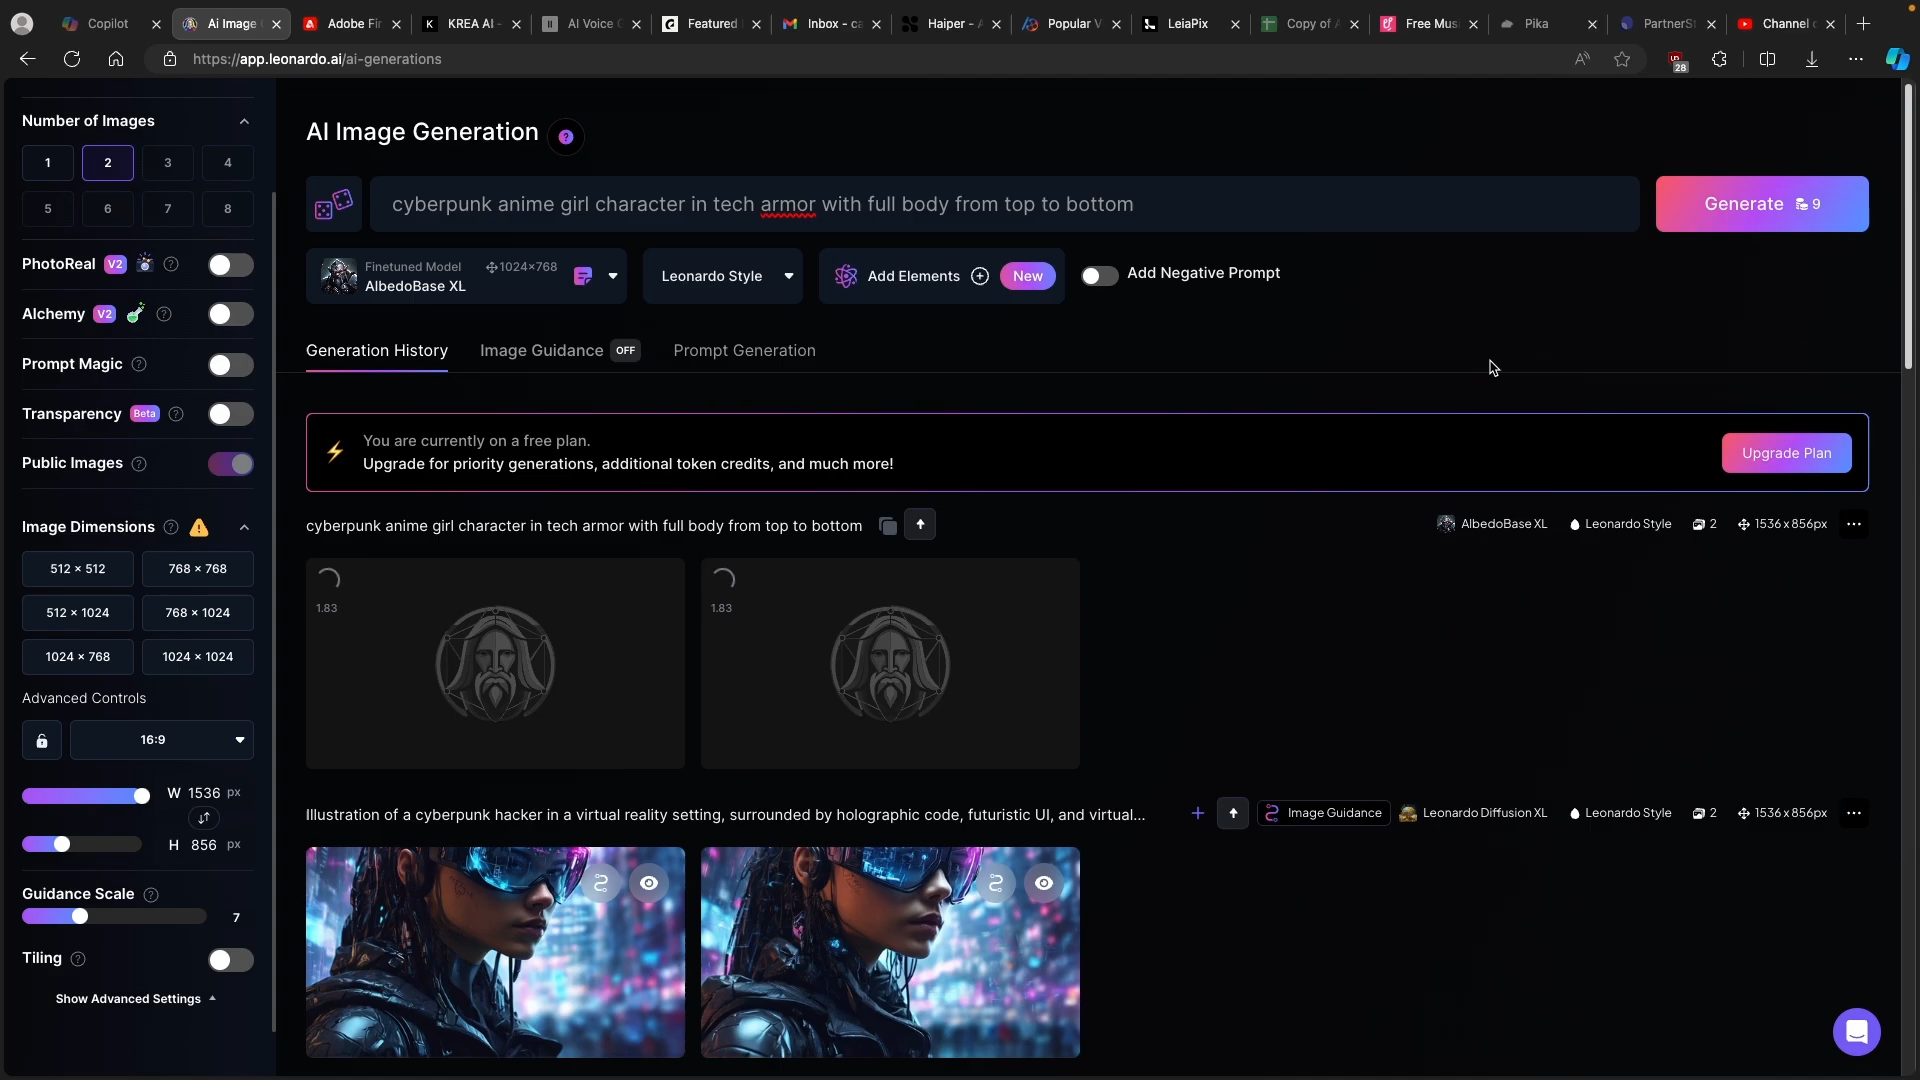 Copilot
Ai Image
Adobe Fir
KREA AI -
AI Voice
Featured
Inbox - ca
Haiper - A
Popular V
LeiaPix
Copy of A
Free Mus
Pika
PartnerSt
Channel c
https://app.leonardo.ai/ai-generations
28
Number of Images
1 2 3 4
5 6 7 8
PhotoReal V2
Alchemy V2
Prompt Magic
Transparency Beta
Public Images
Image Dimensions
512 × 512 768 × 768
512 × 1024 768 × 1024
1024 × 768 1024 × 1024
Advanced Controls
16:9
W 1536 px
H 856 px
Guidance Scale
7
Tiling
Show Advanced Settings
AI Image Generation ?
cyberpunk anime girl character in tech armor with full body from top to bottom
Generate 9
Finetuned Model 1024×768
AlbedoBase XL
Leonardo Style
Add Elements New
Add Negative Prompt
Generation History Image Guidance OFF Prompt Generation
You are currently on a free plan.
Upgrade for priority generations, additional token credits, and much more!
Upgrade Plan
cyberpunk anime girl character in tech armor with full body from top to bottom
AlbedoBase XL Leonardo Style 2 1536 x 856px
1.83 1.83
Illustration of a cyberpunk hacker in a virtual reality setting, surrounded by holographic code, futuristic UI, and virtual...
Image Guidance Leonardo Diffusion XL Leonardo Style 2 1536 x 856px